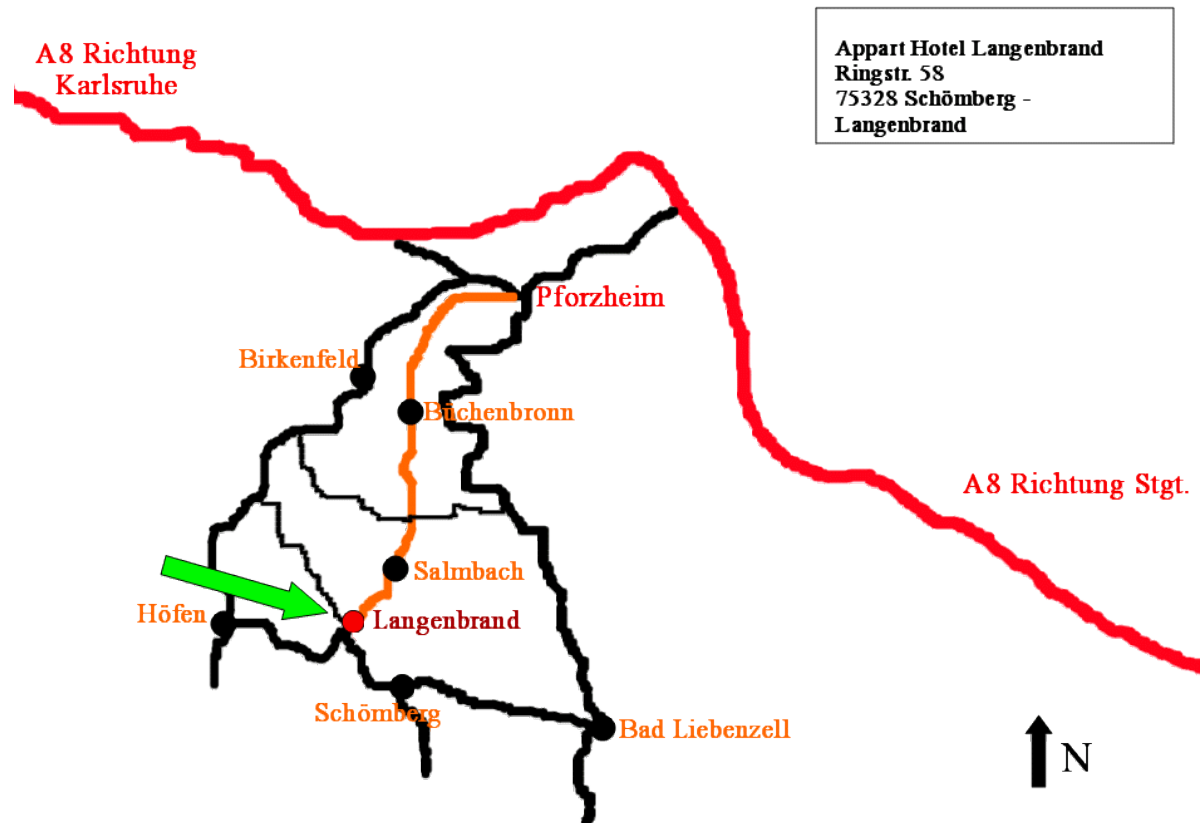 A8 Richtung
Karlsruhe
Appart Hotel Langenbrand
Ringstr. 58
75328 Schömberg -
Langenbrand
Pforzheim
Birkenfeld
Büchenbronn
A8 Richtung Stgt.
Salmbach
Höfen
Langenbrand
Schömberg
Bad Liebenzell
N